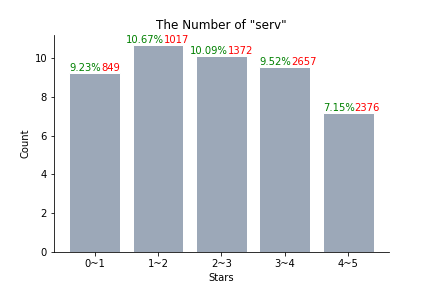 The Number of "serv"
10.67% 1017
10.09% 1372
9.23% 849
9.52% 2657
7.15% 2376
10
8
6
4
2
0
Count
0~1 1~2 2~3 3~4 4~5
Stars